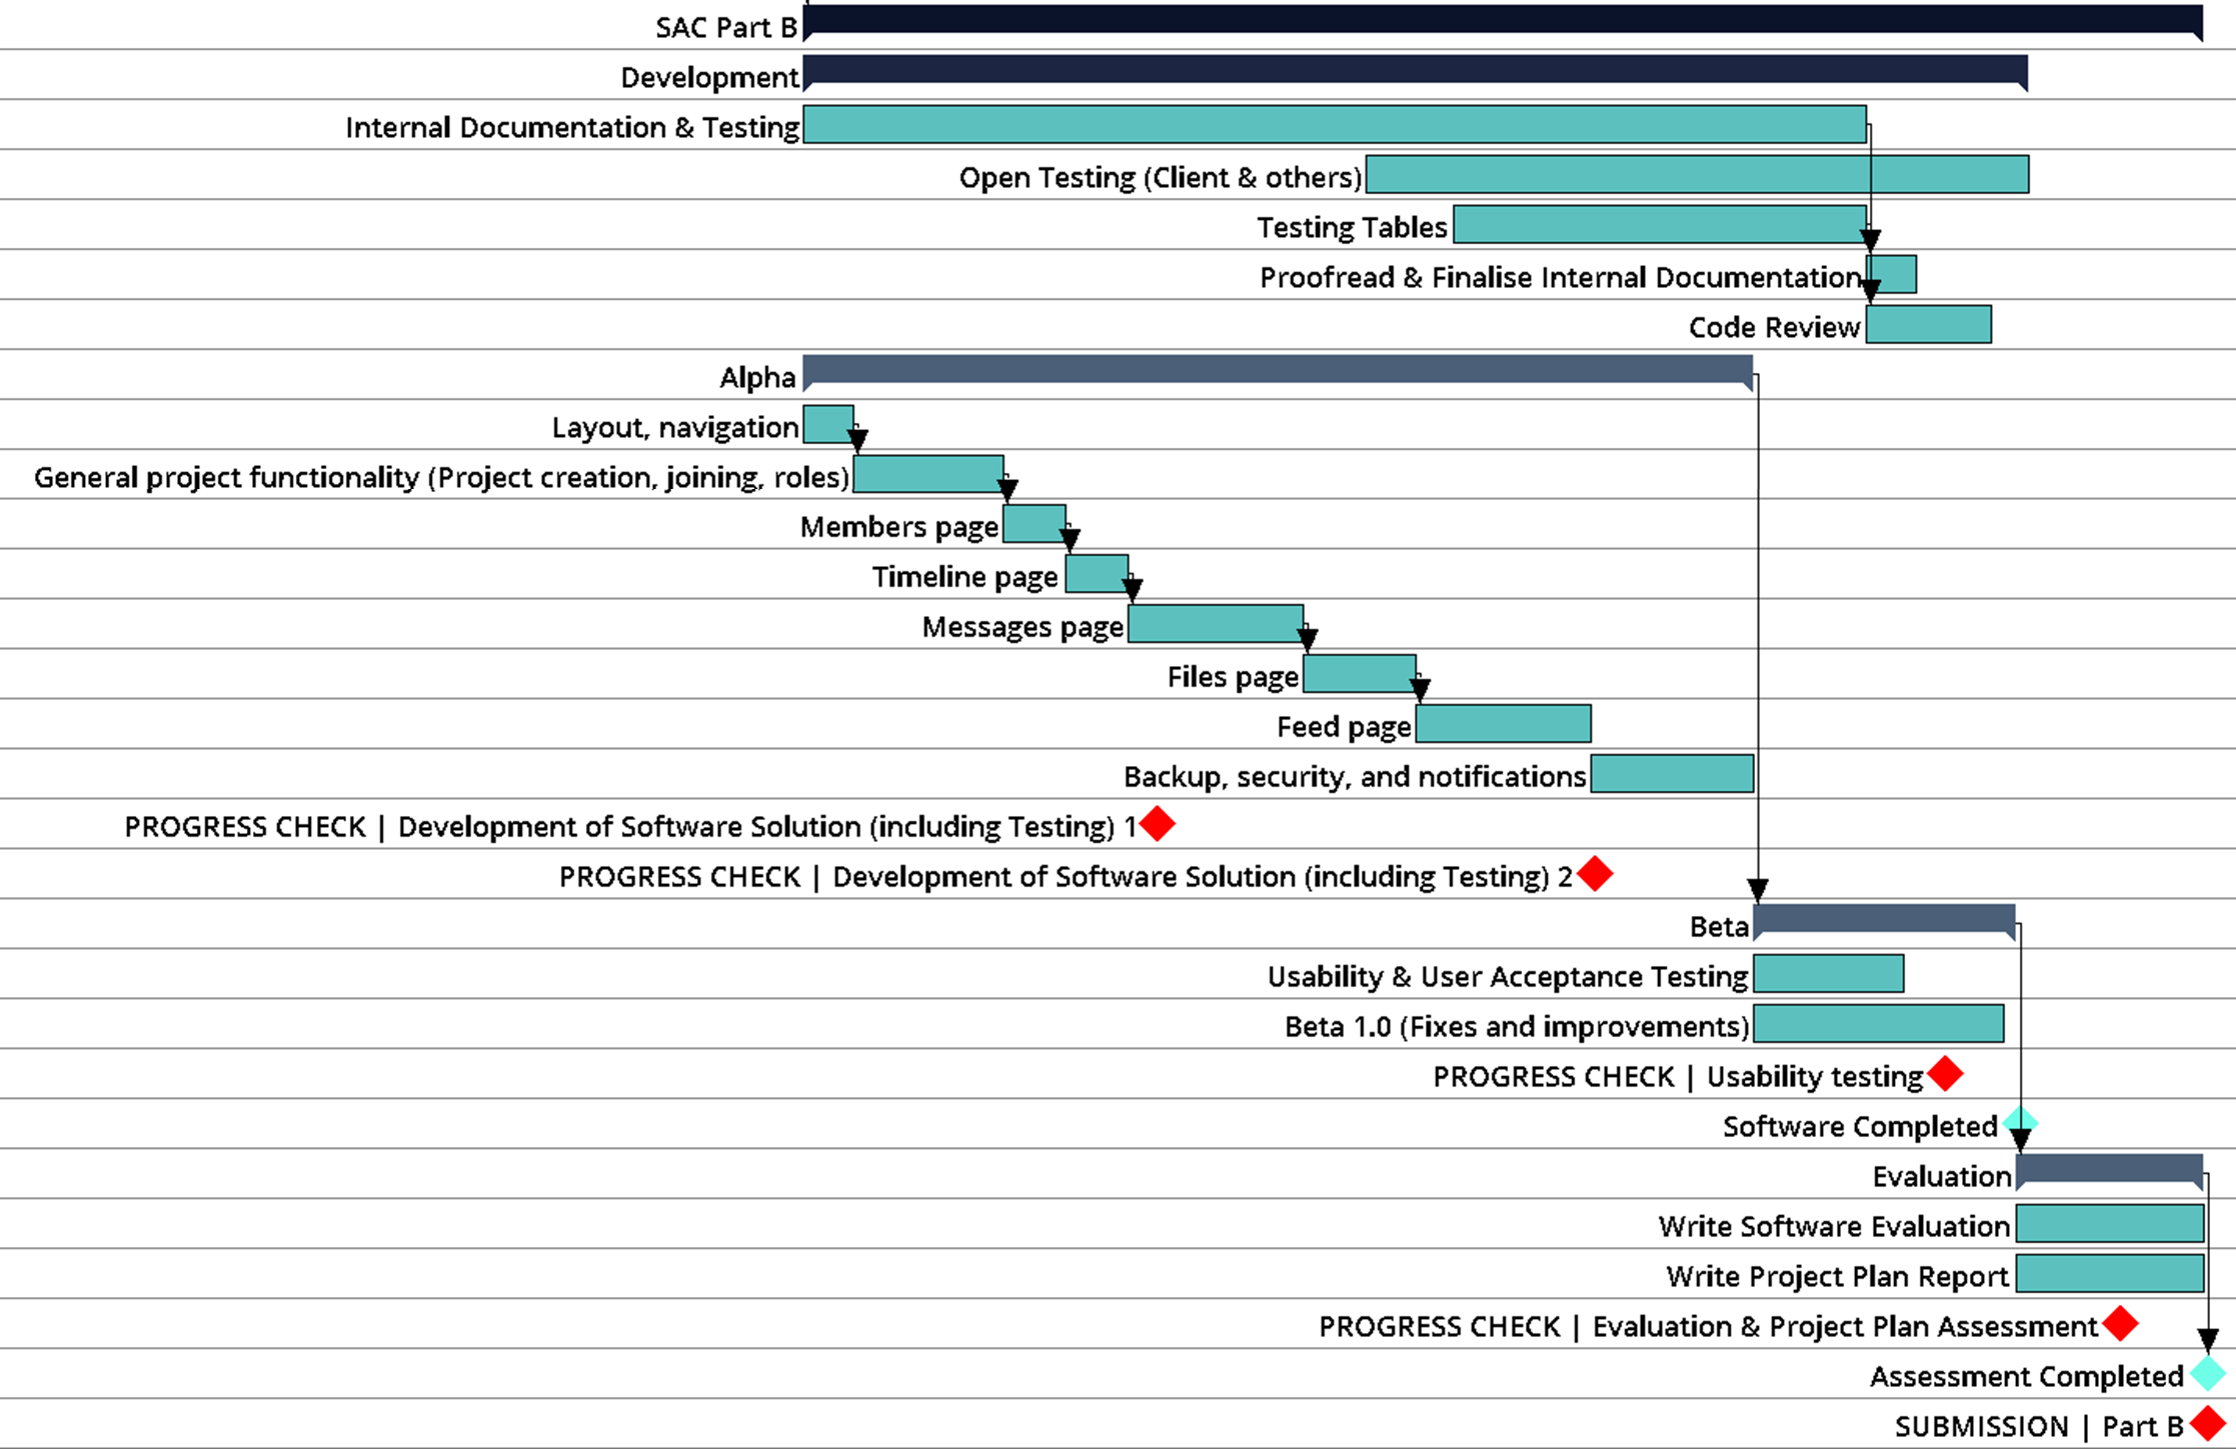 SAC Part B
Development
Internal Documentation & Testing
Open Testing (Client & others)
Testing Tables
Proofread & Finalise Internal Documentation
Code Review
Alpha
Layout, navigation
General project functionality (Project creation, joining, roles)
Members page
Timeline page
Messages page
Files page
Feed page
Backup, security, and notifications
PROGRESS CHECK | Development of Software Solution (including Testing) 1
PROGRESS CHECK | Development of Software Solution (including Testing) 2
Beta
Usability & User Acceptance Testing
Beta 1.0 (Fixes and improvements)
PROGRESS CHECK | Usability testing
Software Completed
Evaluation
Write Software Evaluation
Write Project Plan Report
PROGRESS CHECK | Evaluation & Project Plan Assessment
Assessment Completed
SUBMISSION | Part B